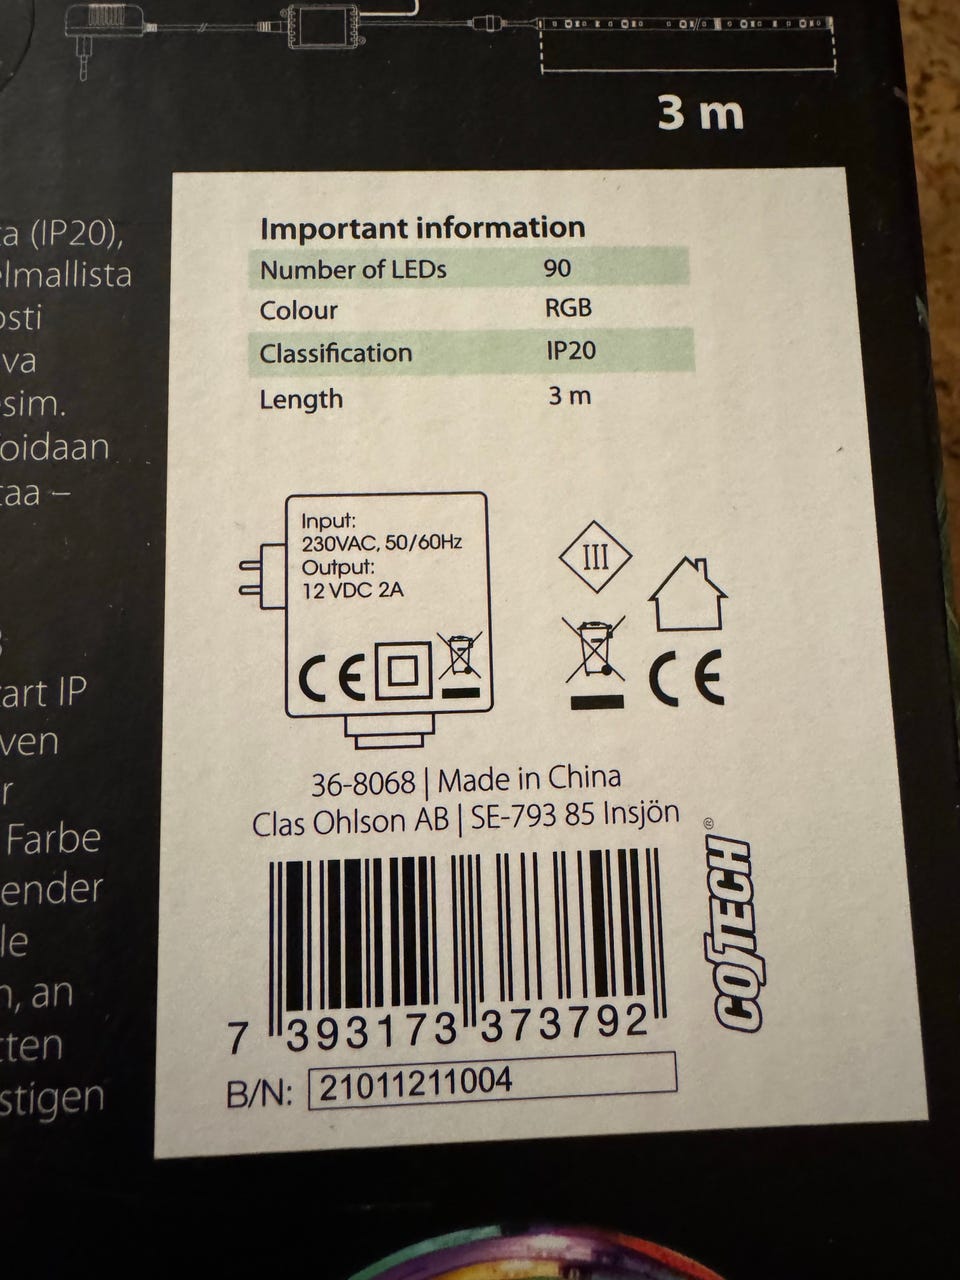 3 m
Important information
Number of LEDs 90
Colour RGB
Classification IP20
Length 3 m
a (IP20),
elmallista
osti
va
sim.
oidaan
taa –
art IP
ven
r
Farbe
ender
le
n, an
tten
stigen
Input:
230VAC, 50/60Hz
Output:
12 VDC 2A
CE
III
CE
36-8068 | Made in China
Clas Ohlson AB | SE-793 85 Insjön
7 393173 373792
B/N: 21011211004
COTECH®